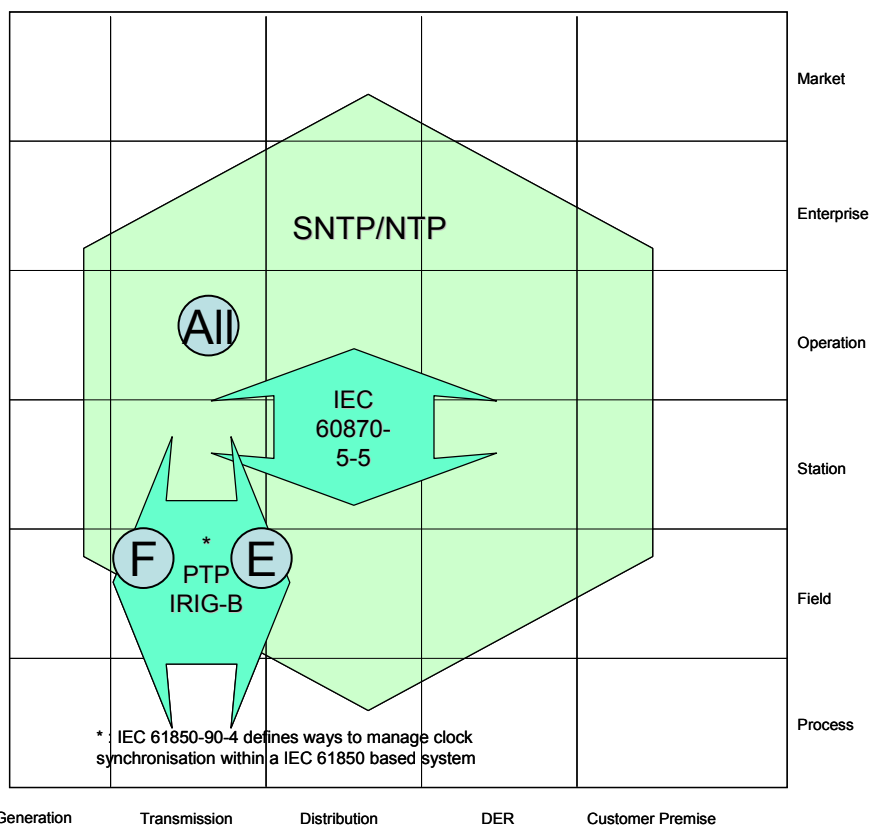 Market
Enterprise
SNTP/NTP
All
Operation
IEC
60870-
5-5
Station
F
*
E
PTP
IRIG-B
Field
Process
* : IEC 61850-90-4 defines ways to manage clock
synchronisation within a IEC 61850 based system
Generation
Transmission
Distribution
DER
Customer Premise